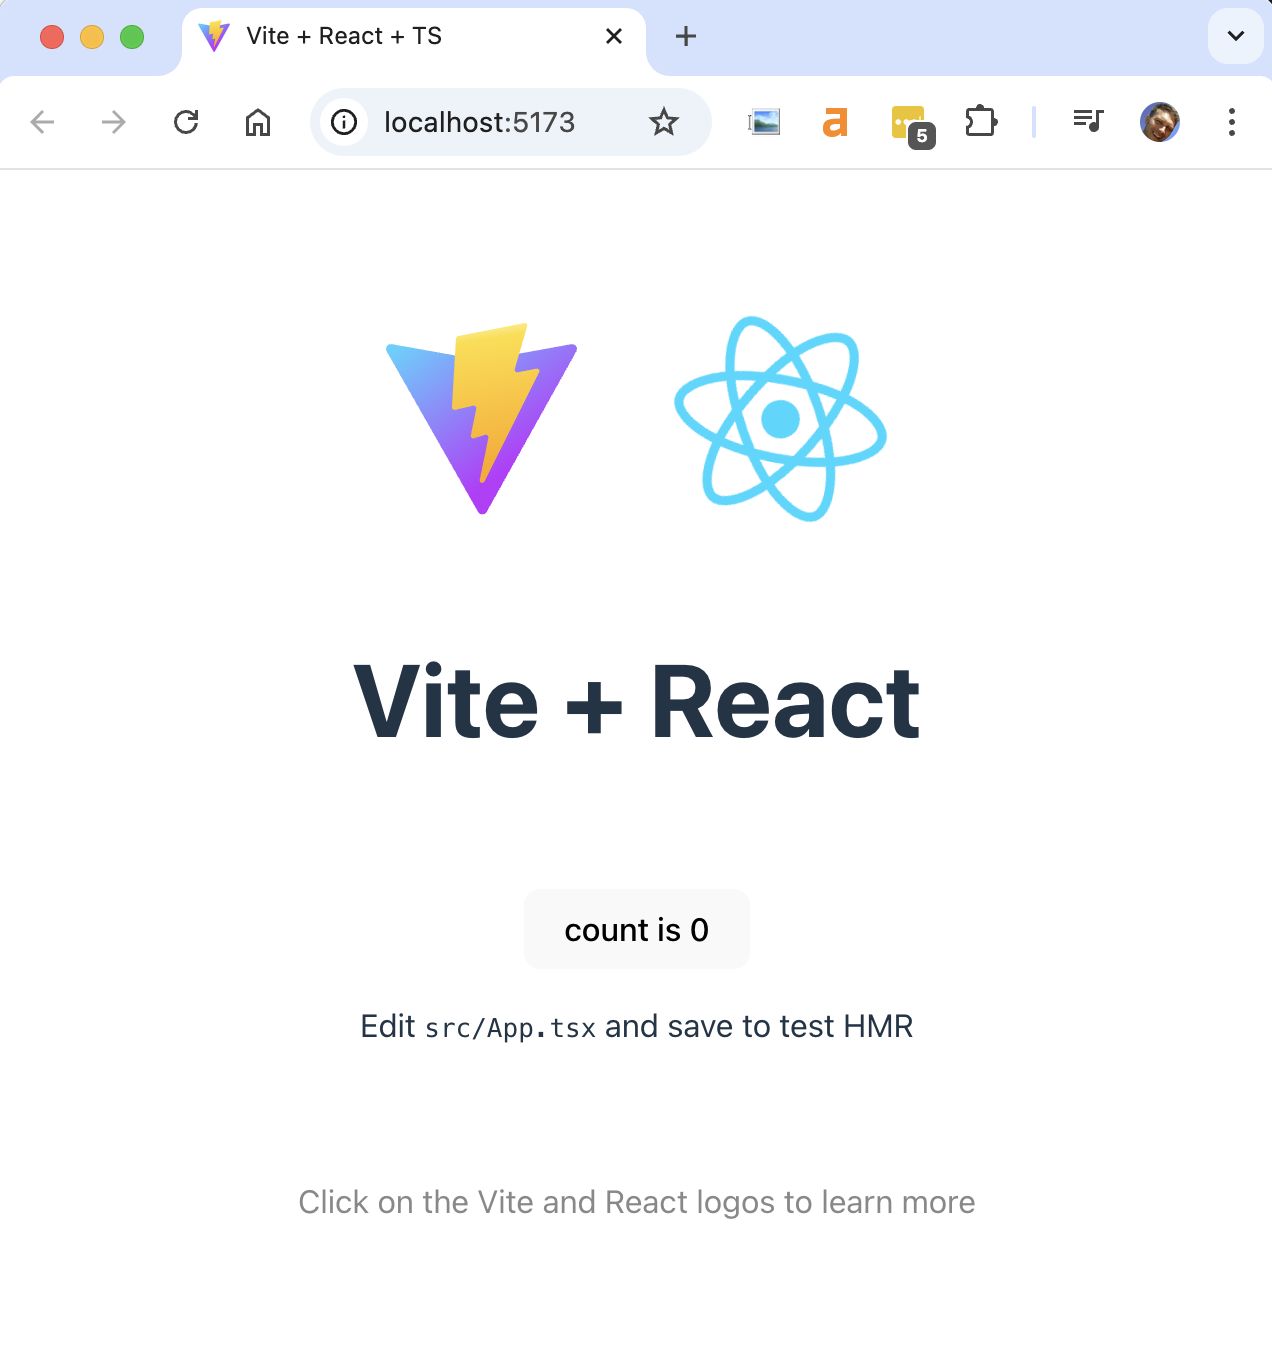 Vite + React + TS
localhost:5173
a
5
Vite + React
count is 0
Edit src/App.tsx and save to test HMR
Click on the Vite and React logos to learn more